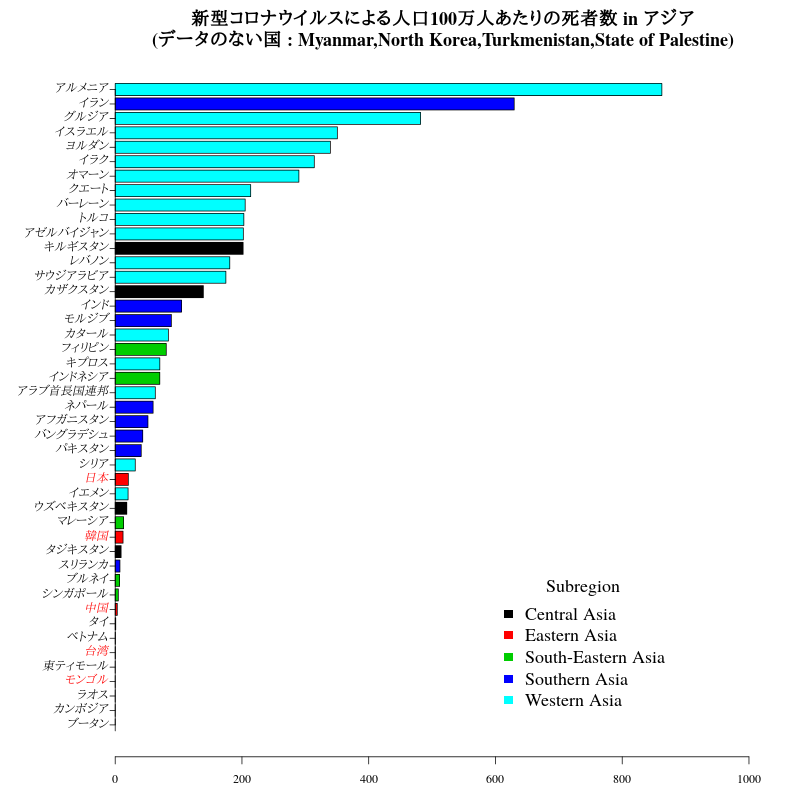 新型コロナウイルスによる人口100万人あたりの死者数 in アジア
(データのない国 : Myanmar,North Korea,Turkmenistan,State of Palestine)
アルメニア
イラン
グルジア
イスラエル
ヨルダン
イラク
オマーン
クエート
バーレーン
トルコ
アゼルバイジャン
キルギスタン
レバノン
サウジアラビア
カザクスタン
インド
モルジブ
カタール
フィリピン
キプロス
インドネシア
アラブ首長国連邦
ネパール
アフガニスタン
バングラデシュ
パキスタン
シリア
日本
イエメン
ウズベキスタン
マレーシア
韓国
タジキスタン
スリランカ
ブルネイ
シンガポール
中国
タイ
ベトナム
台湾
東ティモール
モンゴル
ラオス
カンボジア
ブータン
Subregion
Central Asia
Eastern Asia
South-Eastern Asia
Southern Asia
Western Asia
0 200 400 600 800 1000